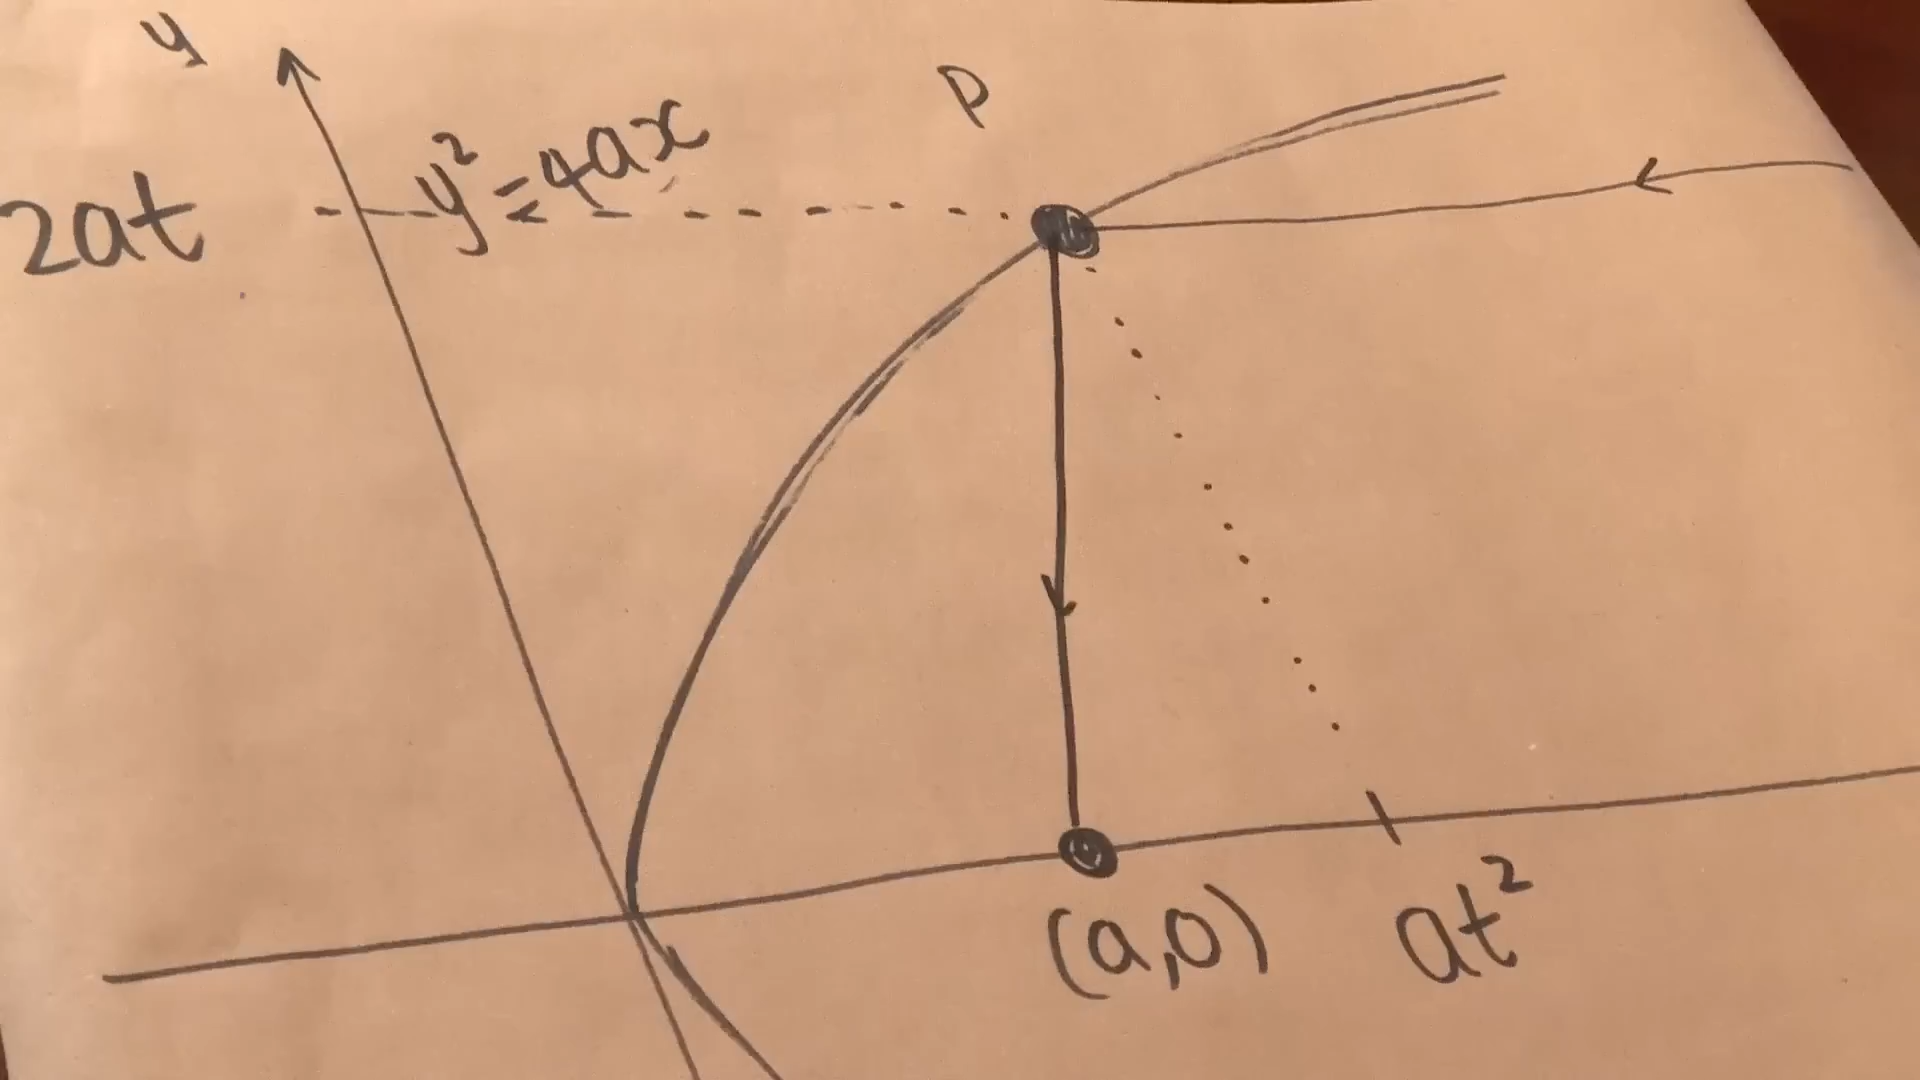 y
P
y² = 4ax
2at
(a,0)
at²